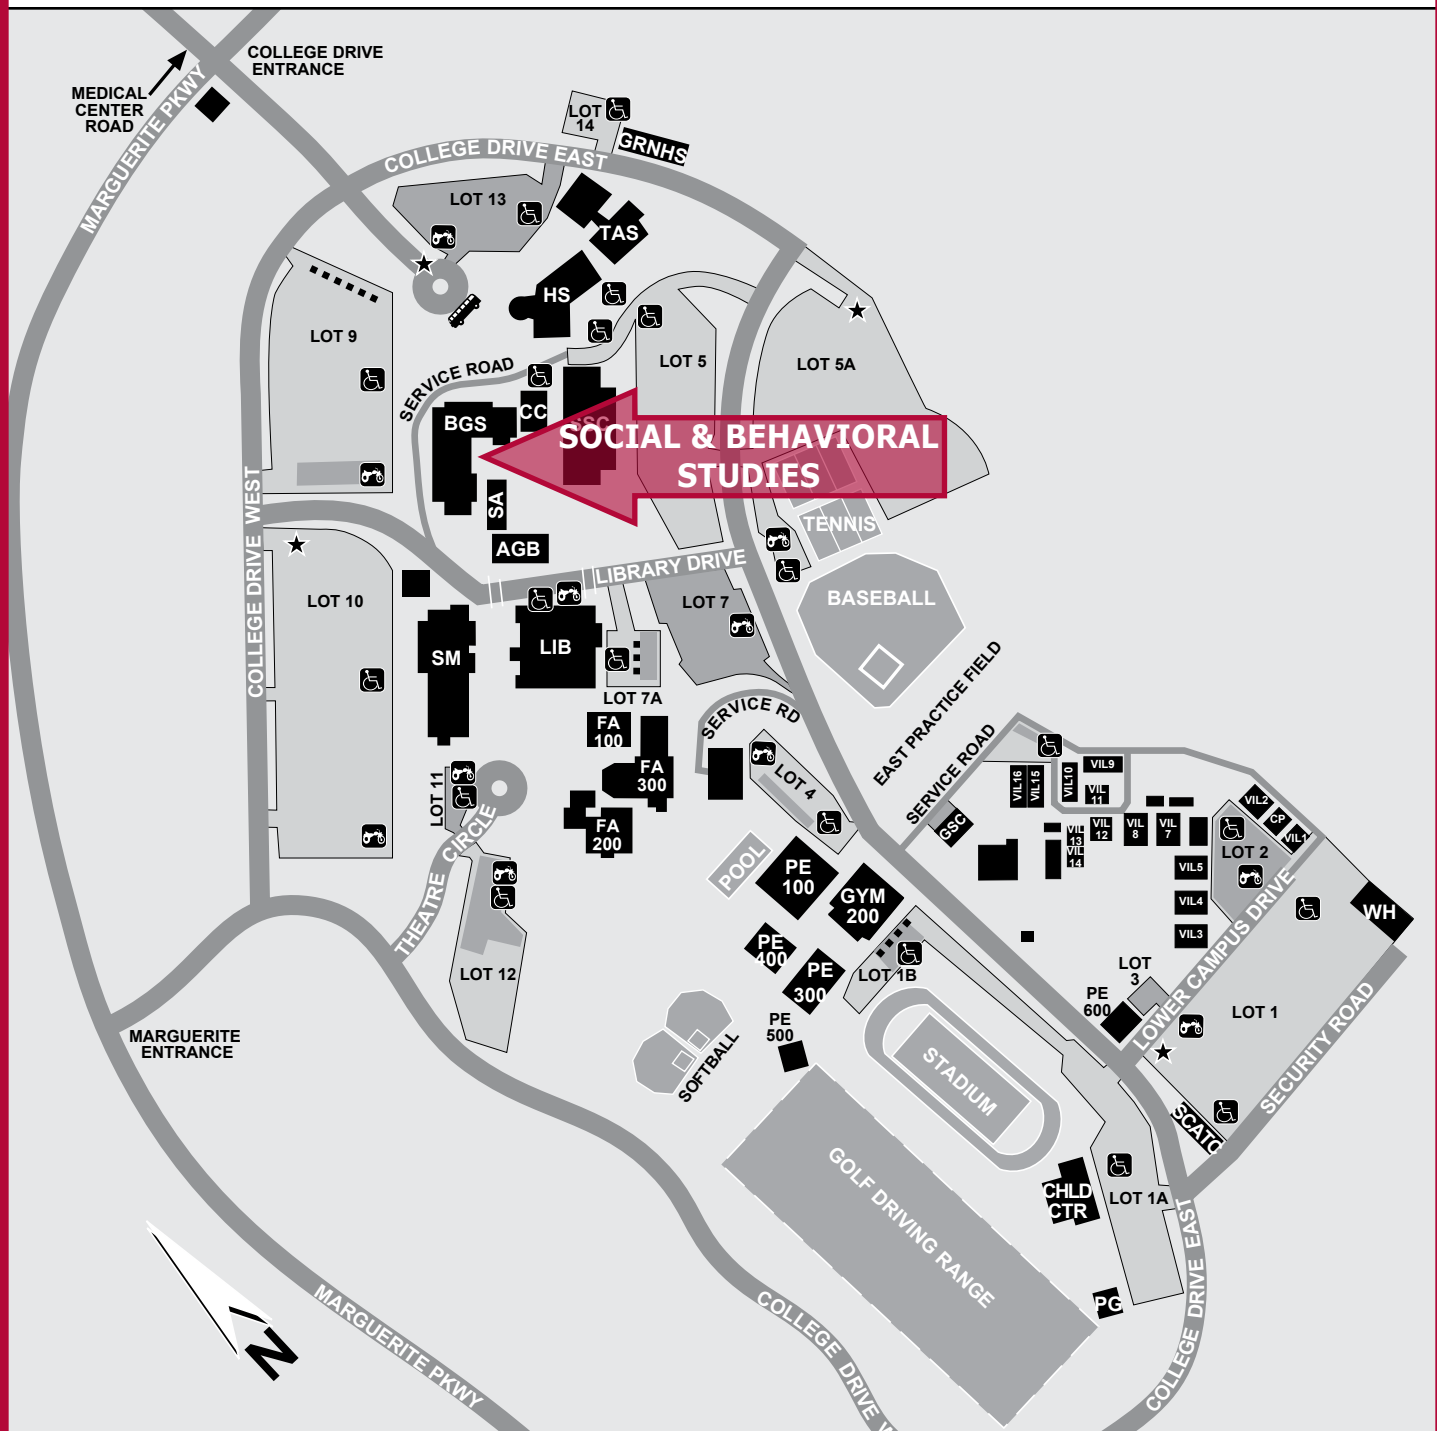 COLLEGE DRIVE
ENTRANCE
MEDICAL
CENTER
ROAD
MARGUERITE PKWY
LOT
14
GRNHS
COLLEGE DRIVE EAST
LOT 13
TAS
HS
LOT 9
SERVICE ROAD
LOT 5
LOT 5A
CC
BGS
SSC
SOCIAL & BEHAVIORAL
STUDIES
SA
AGB
TENNIS
COLLEGE DRIVE WEST
LIBRARY DRIVE
LOT 10
LOT 7
BASEBALL
SM
LIB
LOT 7A
SERVICE RD
EAST PRACTICE FIELD
FA
100
FA
300
FA
200
LOT 11
THEATRE CIRCLE
LOT 4
SERVICE ROAD
GSC
VIL16
VIL15
VIL10
VIL9
VIL
11
VIL
12
VIL
13
VIL
14
VIL
8
VIL
7
VIL2
CP
VIL1
LOT 2
VIL5
VIL4
VIL3
POOL
PE
100
GYM
200
PE
400
PE
300
LOT 1B
WH
LOT 12
LOT
3
PE
600
LOWER CAMPUS DRIVE
LOT 1
SECURITY ROAD
MARGUERITE
ENTRANCE
PE
500
SOFTBALL
STADIUM
SCATC
GOLF DRIVING RANGE
CHLD
CTR
LOT 1A
COLLEGE DRIVE EAST
PG
N
MARGUERITE PKWY
COLLEGE DRIVE W